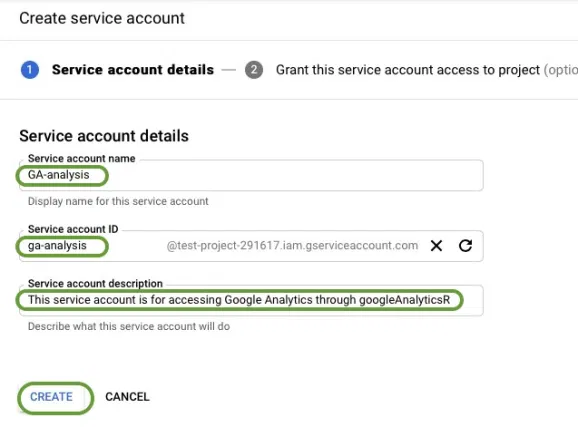 Create service account
1 Service account details — 2 Grant this service account access to project (optio
Service account details
Service account name
GA-analysis
Display name for this service account
Service account ID
ga-analysis @test-project-291617.iam.gserviceaccount.com
Service account description
This service account is for accessing Google Analytics through googleAnalyticsR
Describe what this service account will do
CREATE CANCEL